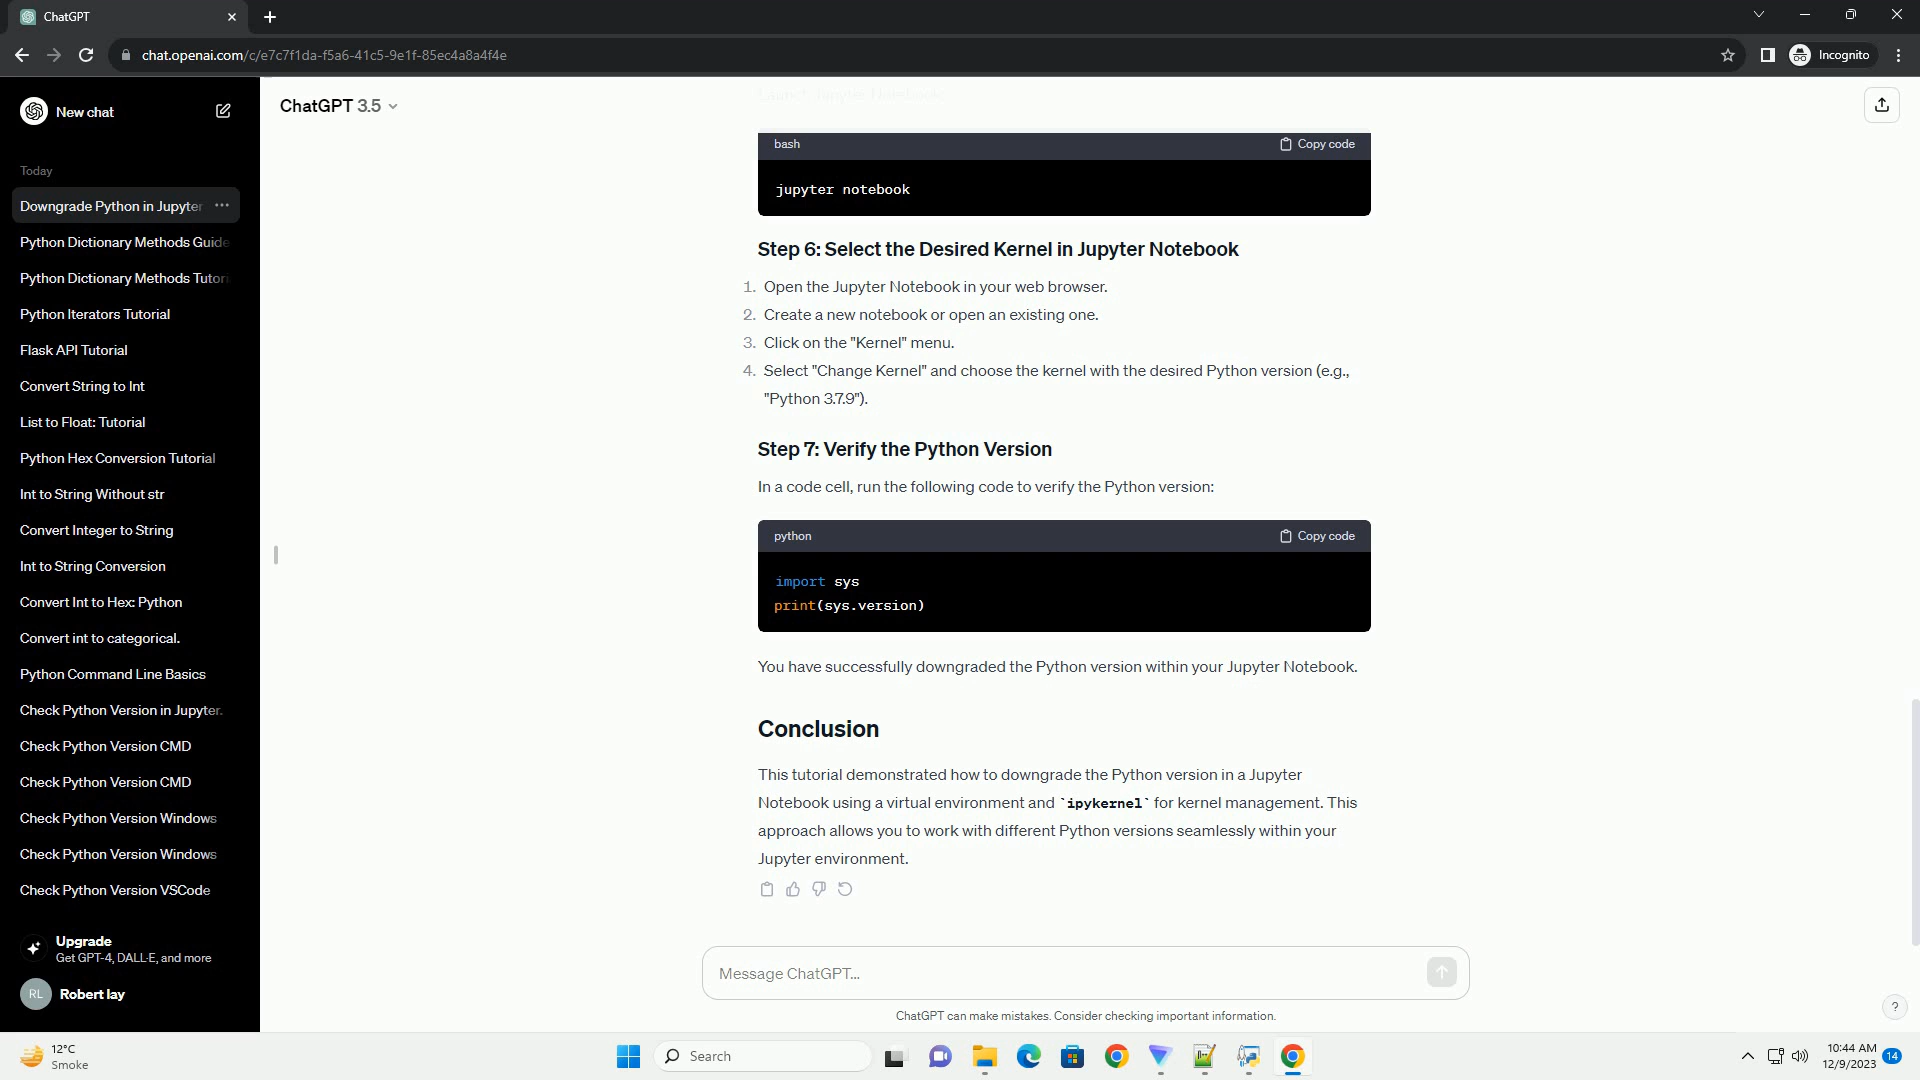 ChatGPT
chat.openai.com/c/e7c7f1da-f5a6-41c5-9e1f-85ec4a8a4f4e
Incognito
New chat
Today
Downgrade Python in Jupyter
Python Dictionary Methods Guide
Python Dictionary Methods Tutori
Python Iterators Tutorial
Flask API Tutorial
Convert String to Int
List to Float: Tutorial
Python Hex Conversion Tutorial
Int to String Without str
Convert Integer to String
Int to String Conversion
Convert Int to Hex: Python
Convert int to categorical.
Python Command Line Basics
Check Python Version in Jupyter.
Check Python Version CMD
Check Python Version CMD
Check Python Version Windows
Check Python Version Windows
Check Python Version VSCode
Upgrade
Get GPT-4, DALL·E, and more
RL Robert lay
ChatGPT 3.5
Launch Jupyter Notebook:
bash
Copy code
jupyter notebook
Step 6: Select the Desired Kernel in Jupyter Notebook
1. Open the Jupyter Notebook in your web browser.
2. Create a new notebook or open an existing one.
3. Click on the "Kernel" menu.
4. Select "Change Kernel" and choose the kernel with the desired Python version (e.g.,
"Python 3.7.9").
Step 7: Verify the Python Version
In a code cell, run the following code to verify the Python version:
python
Copy code
import sys
print(sys.version)
You have successfully downgraded the Python version within your Jupyter Notebook.
Conclusion
This tutorial demonstrated how to downgrade the Python version in a Jupyter
Notebook using a virtual environment and `ipykernel` for kernel management. This
approach allows you to work with different Python versions seamlessly within your
Jupyter environment.
Message ChatGPT...
ChatGPT can make mistakes. Consider checking important information.
?
12°C
Smoke
Search
10:44 AM
12/9/2023
14